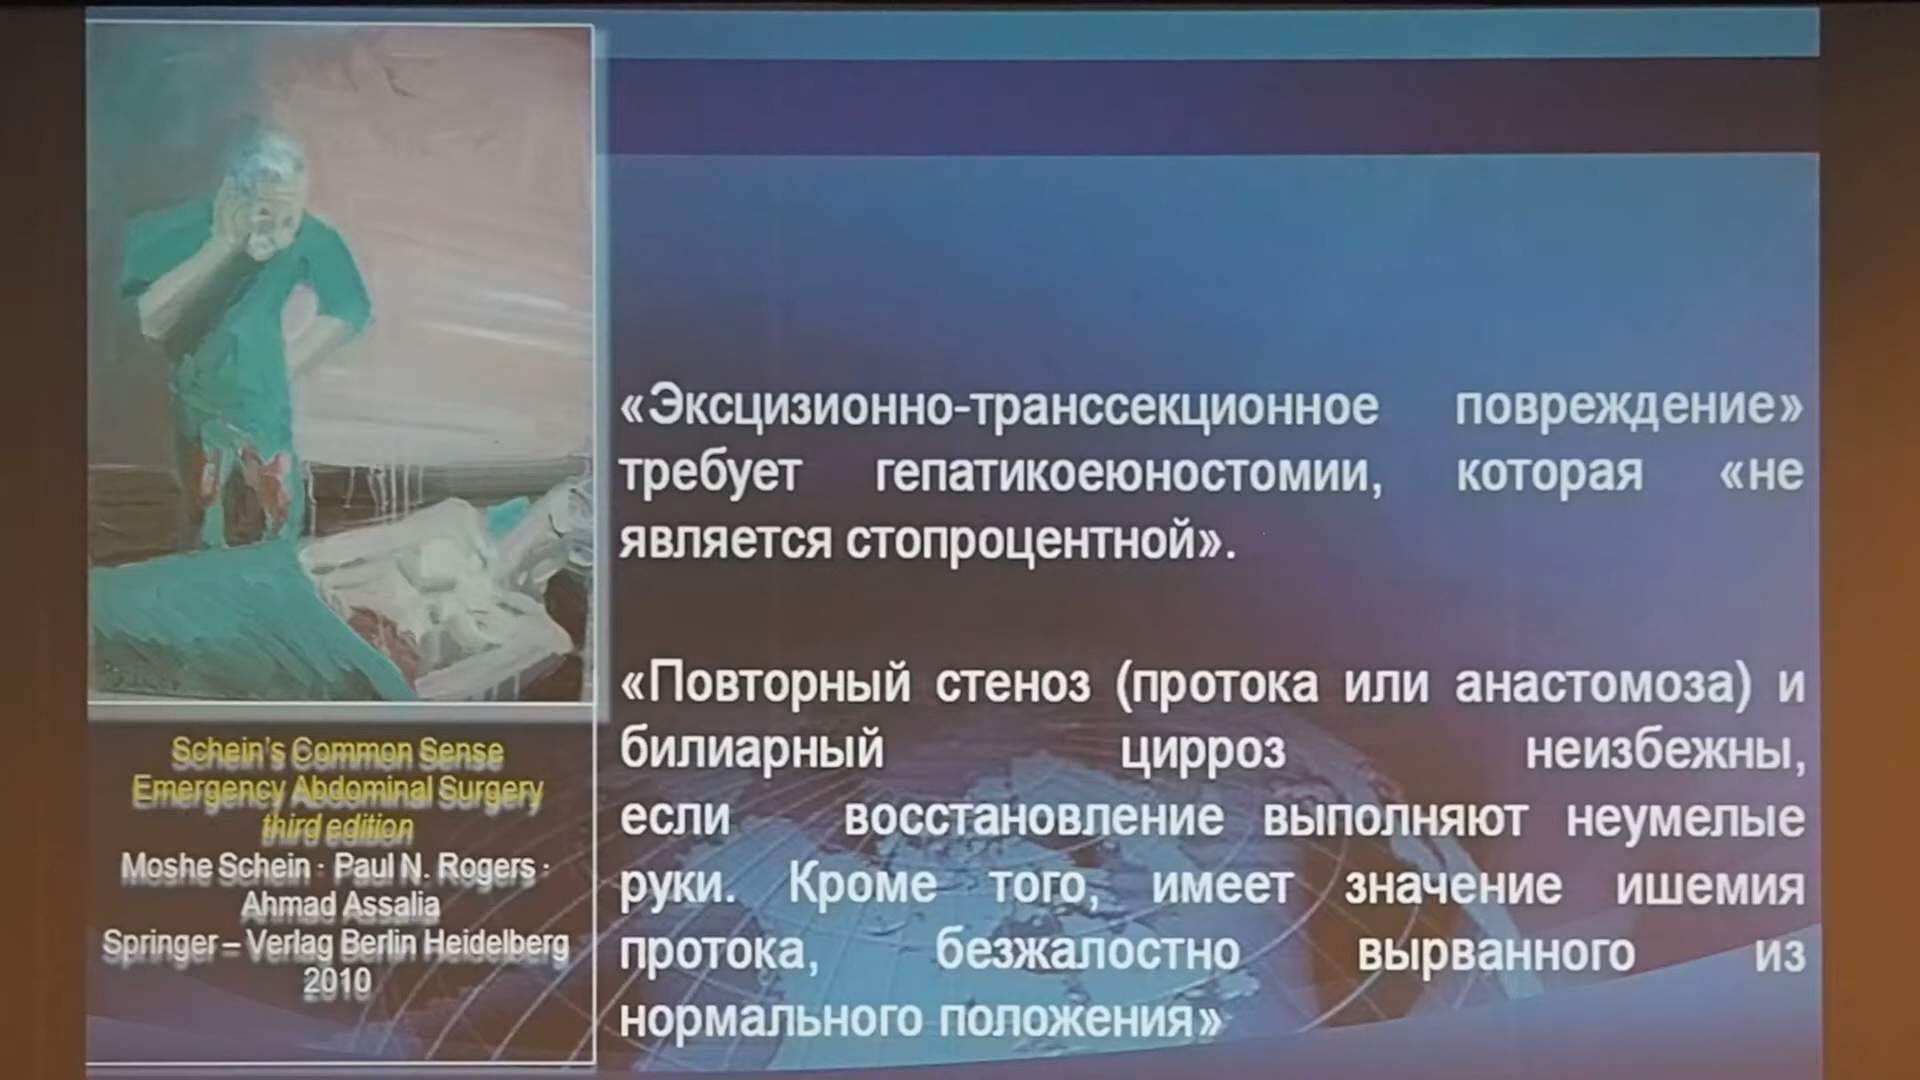 «Эксцизионно-транссекционное повреждение»
требует гепатикоеюностомии, которая «не
является стопроцентной».
«Повторный стеноз (протока или анастомоза) и
билиарный цирроз неизбежны,
если восстановление выполняют неумелые
руки. Кроме того, имеет значение ишемия
протока, безжалостно вырванного из
нормального положения»
Schein's Common Sense
Emergency Abdominal Surgery
third edition
Moshe Schein · Paul N. Rogers ·
Ahmad Assalia
Springer – Verlag Berlin Heidelberg
2010